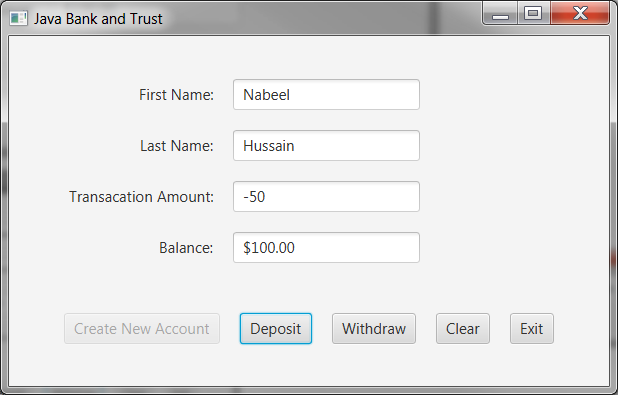 Java Bank and Trust
First Name: Nabeel
Last Name: Hussain
Transacation Amount: -50
Balance: $100.00
Create New Account Deposit Withdraw Clear Exit